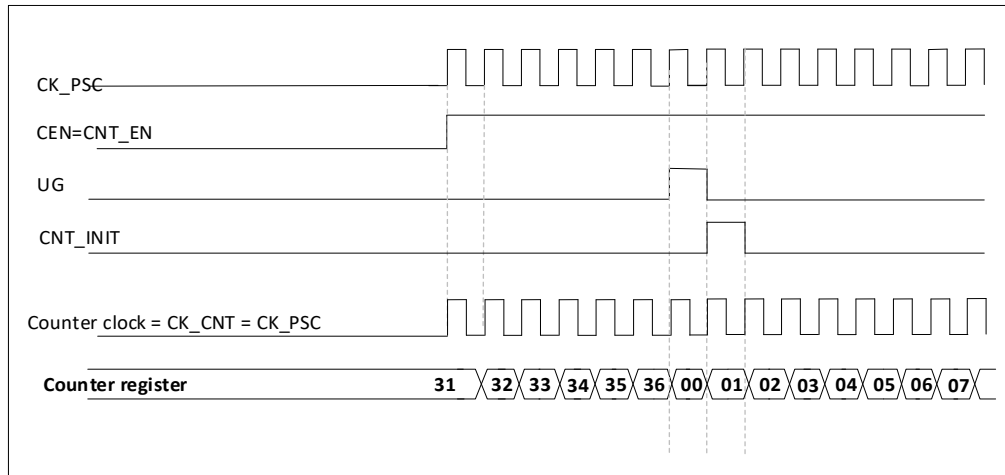 CK_PSC
CEN=CNT_EN
UG
CNT_INIT
Counter clock = CK_CNT = CK_PSC
Counter register 31 32 33 34 35 36 00 01 02 03 04 05 06 07